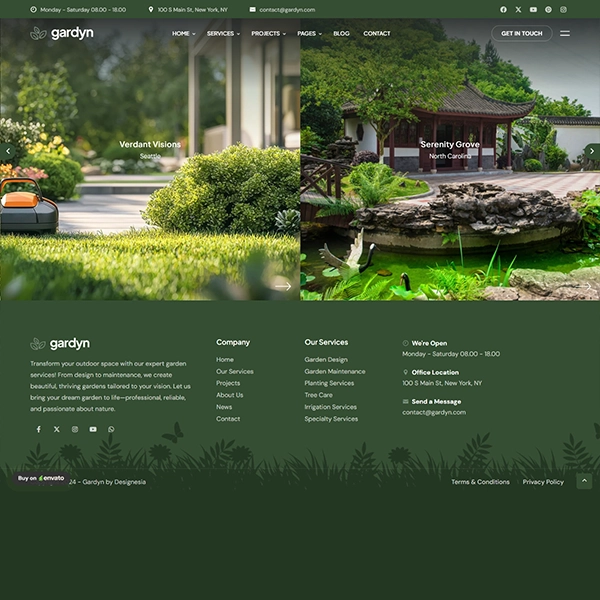 Monday - Saturday 08.00 - 18.00
100 S Main St, New York, NY
contact@gardyn.com
gardyn
HOME
SERVICES
PROJECTS
PAGES
BLOG
CONTACT
GET IN TOUCH
Verdant Visions
Seattle
Serenity Grove
North Carolina
gardyn
Transform your outdoor space with our expert garden
services! From design to maintenance, we create
beautiful, thriving gardens tailored to your vision. Let us
bring your dream garden to life—professional, reliable,
and passionate about nature.
Company
Home
Our Services
Projects
About Us
News
Contact
Our Services
Garden Design
Garden Maintenance
Planting Services
Tree Care
Irrigation Services
Specialty Services
We're Open
Monday - Saturday 08.00 - 18.00
Office Location
100 S Main St, New York, NY
Send a Message
contact@gardyn.com
Buy on envato
24 - Gardyn by Designesia
Terms & Conditions
Privacy Policy